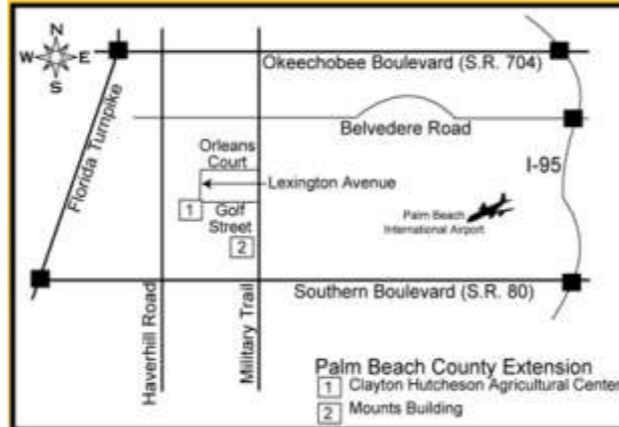 N
W E
S
Okeechobee Boulevard (S.R. 704)
Florida Turnpike
Belvedere Road
Orleans
Court
I-95
Lexington Avenue
1
Golf
Street
2
Palm Beach
International Airport
Southern Boulevard (S.R. 80)
Haverhill Road
Military Trail
Palm Beach County Extension
1 Clayton Hutcheson Agricultural Center
2 Mounts Building